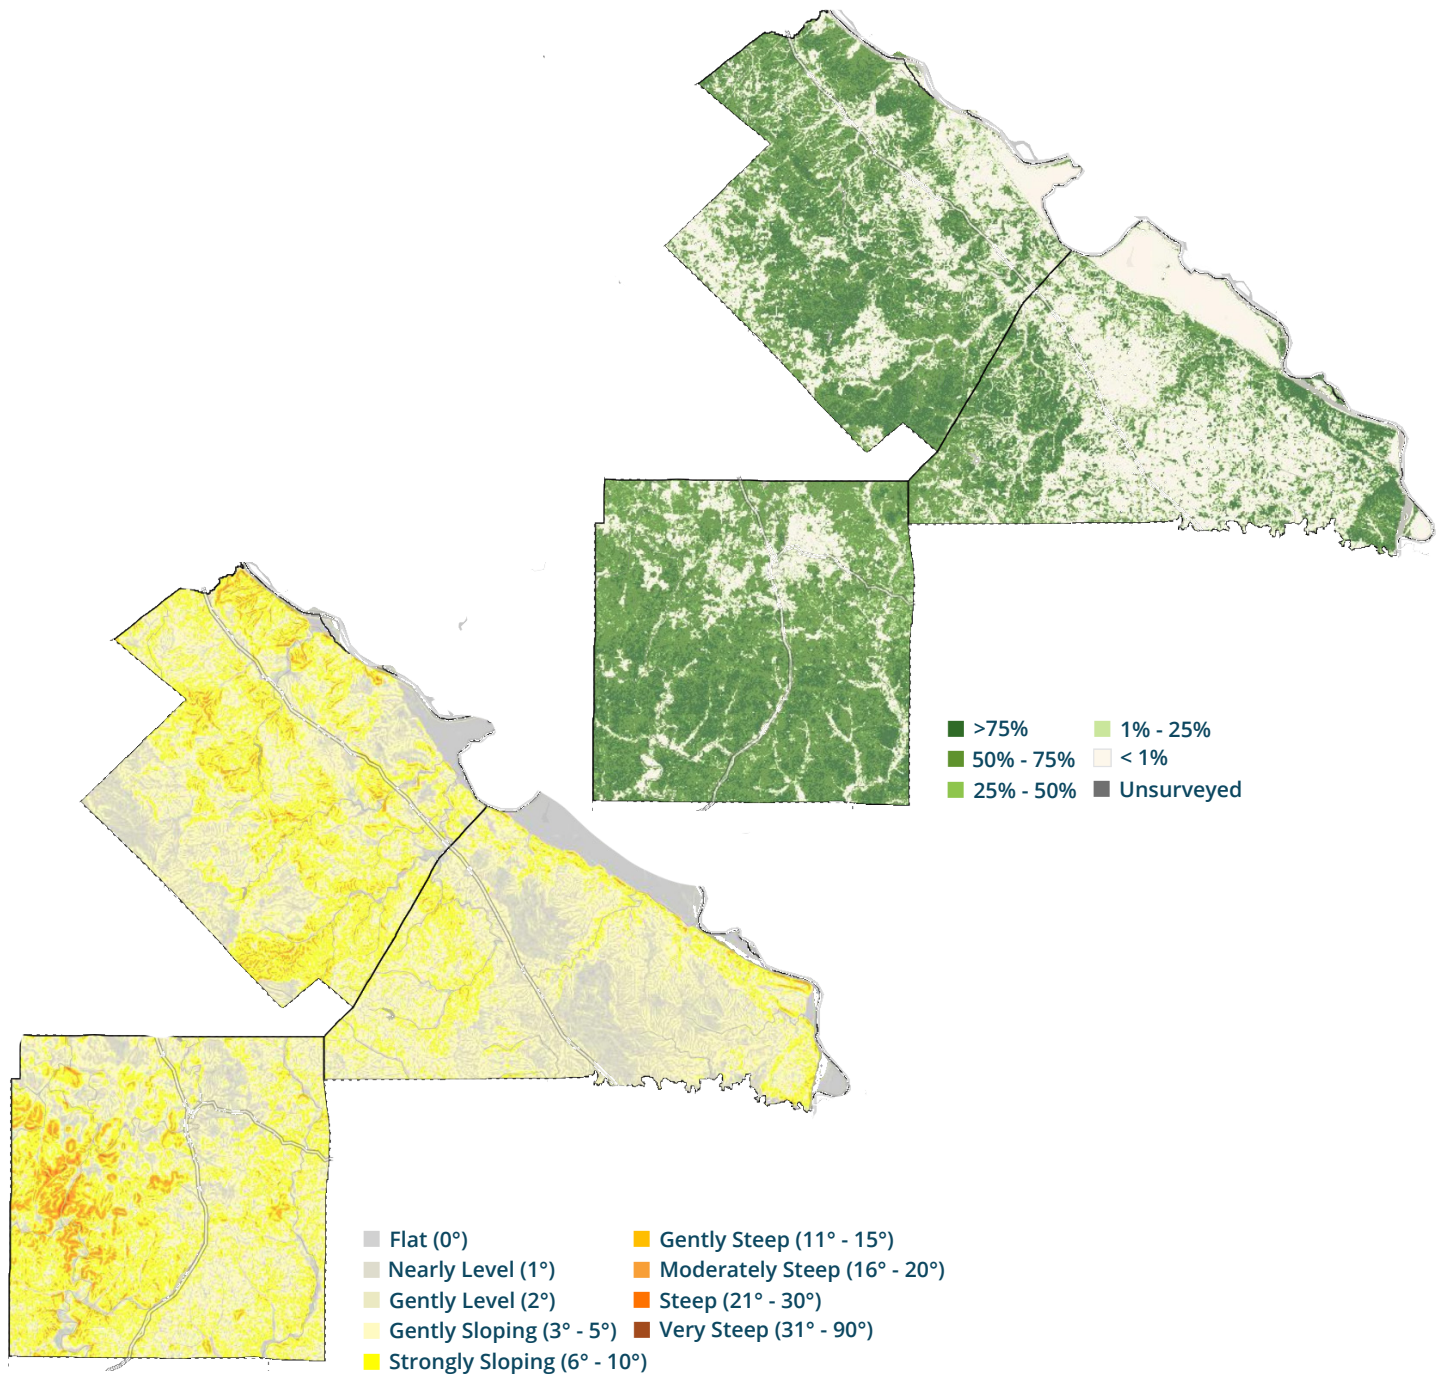 >75%
50% - 75%
25% - 50%
1% - 25%
< 1%
Unsurveyed
Flat (0°)
Nearly Level (1°)
Gently Level (2°)
Gently Sloping (3° - 5°)
Strongly Sloping (6° - 10°)
Gently Steep (11° - 15°)
Moderately Steep (16° - 20°)
Steep (21° - 30°)
Very Steep (31° - 90°)